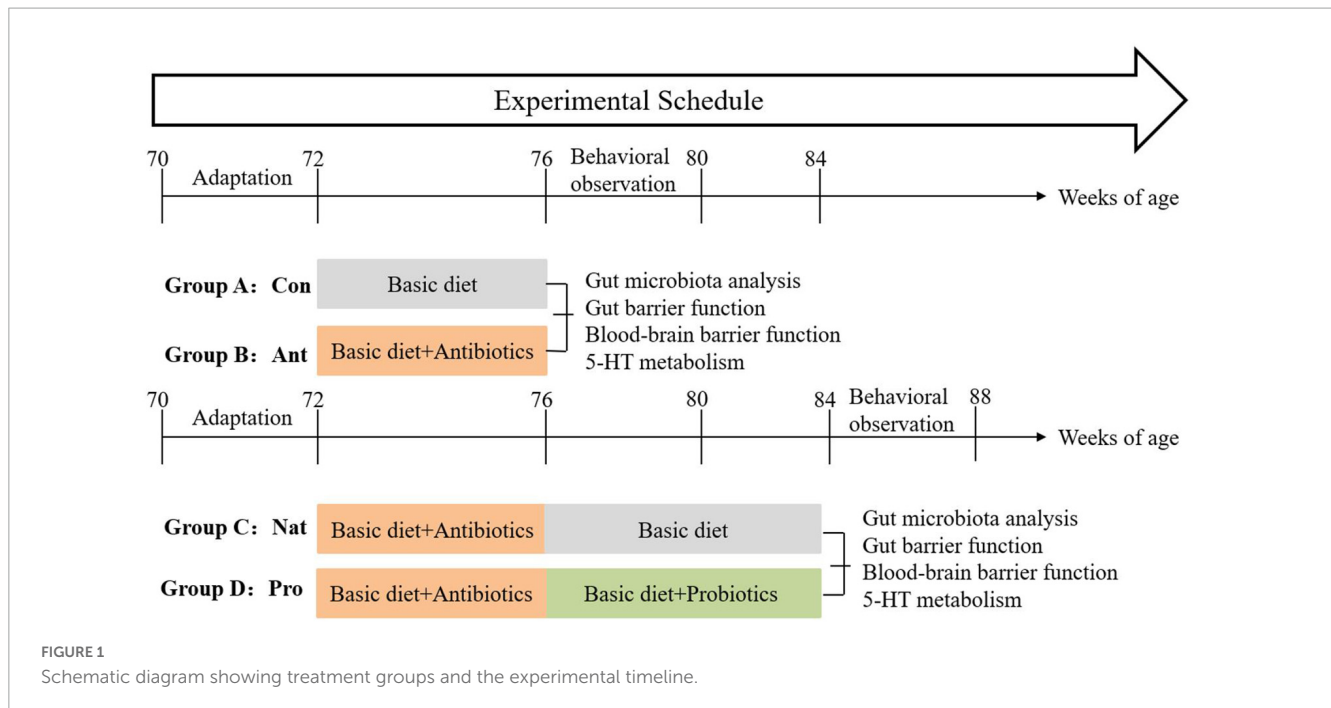 Experimental Schedule
70 72 76 Behavioral observation 80 84
Adaptation
Weeks of age
Group A： Con
Basic diet
Group B： Ant
Basic diet+Antibiotics
Gut microbiota analysis
Gut barrier function
Blood-brain barrier function
5-HT metabolism
70 72 76 80 84 Behavioral observation 88
Adaptation
Weeks of age
Group C： Nat
Basic diet+Antibiotics
Basic diet
Group D： Pro
Basic diet+Antibiotics
Basic diet+Probiotics
Gut microbiota analysis
Gut barrier function
Blood-brain barrier function
5-HT metabolism
FIGURE 1
Schematic diagram showing treatment groups and the experimental timeline.